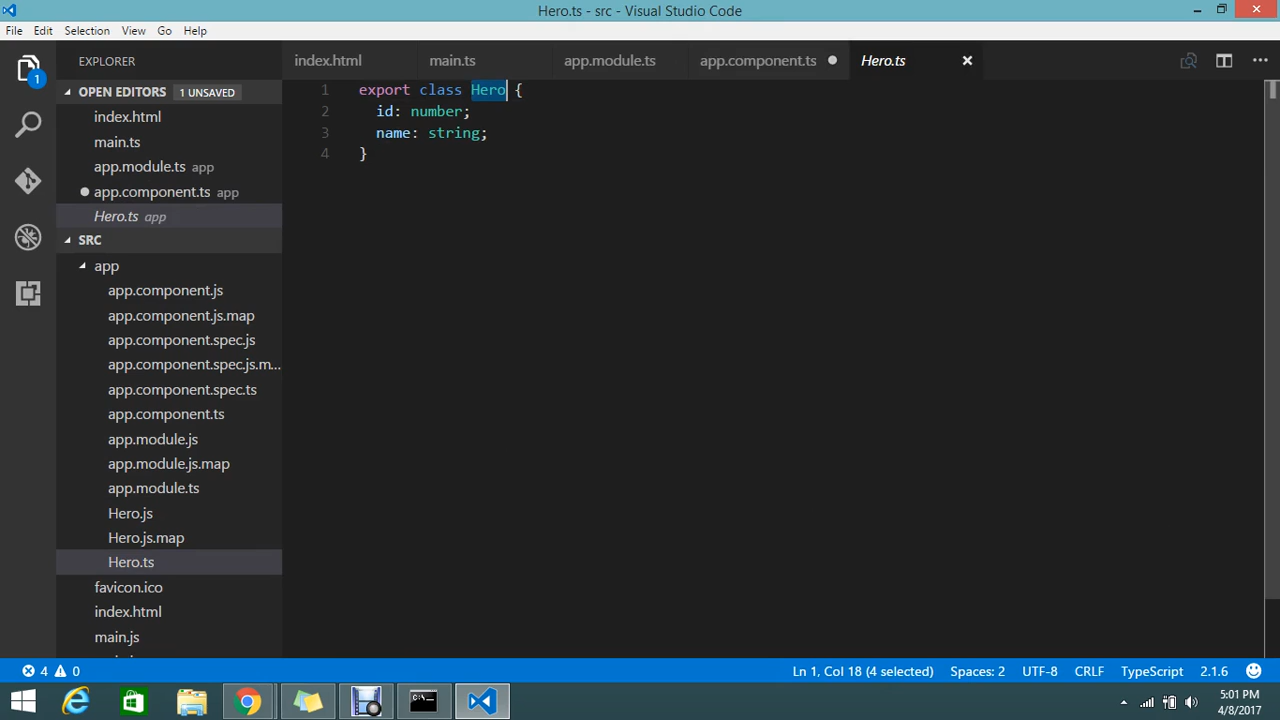 Hero.ts - src - Visual Studio Code
File Edit Selection View Go Help
EXPLORER
index.html main.ts app.module.ts app.component.ts Hero.ts
OPEN EDITORS 1 UNSAVED
index.html
main.ts
app.module.ts app
app.component.ts app
Hero.ts app
SRC
app
app.component.js
app.component.js.map
app.component.spec.js
app.component.spec.js.m...
app.component.spec.ts
app.component.ts
app.module.js
app.module.js.map
app.module.ts
Hero.js
Hero.js.map
Hero.ts
favicon.ico
index.html
main.js
1 export class Hero {
2 id: number;
3 name: string;
4 }
1
4 0 Ln 1, Col 18 (4 selected) Spaces: 2 UTF-8 CRLF TypeScript 2.1.6
5:01 PM
4/8/2017